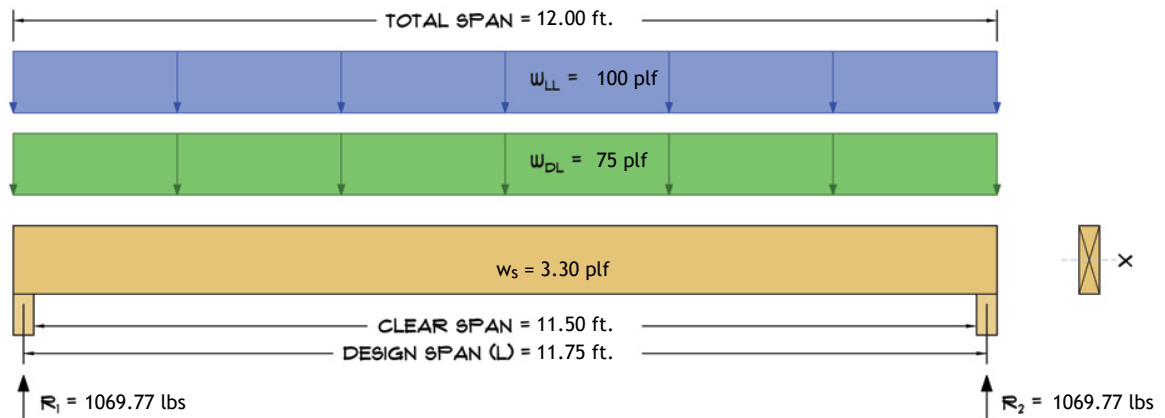 TOTAL SPAN = 12.00 ft.
WLL = 100 plf
WDL = 75 plf
ws = 3.30 plf
X
CLEAR SPAN = 11.50 ft.
DESIGN SPAN (L) = 11.75 ft.
R1 = 1069.77 lbs
R2 = 1069.77 lbs